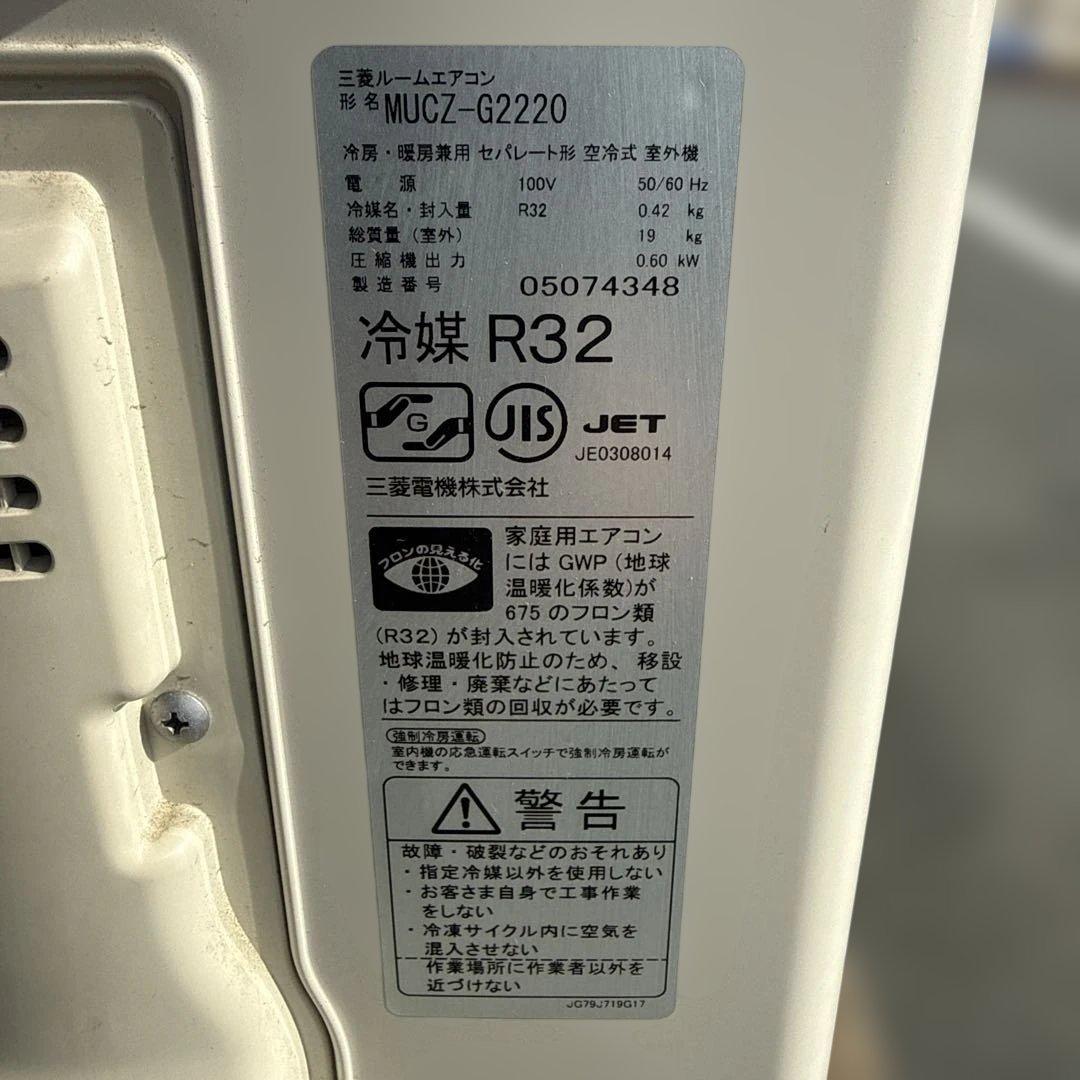 三菱ルームエアコン
形名 MUCZ-G2220
冷房・暖房兼用 セパレート形 空冷式 室外機
電源 100V 50/60 Hz
冷媒名・封入量 R32 0.42 kg
総質量（室外） 19 kg
圧縮機出力 0.60 kW
製造番号 05074348
冷媒 R32
G JIS JET
JE0308014
三菱電機株式会社
フロンの見える化
家庭用エアコン
にはGWP（地球
温暖化係数)が
675のフロン類
(R32）が封入されています。
地球温暖化防止のため、移設
・修理・廃棄などにあたって
はフロン類の回収が必要です。
強制冷房運転
室内機の応急運転スイッチで強制冷房運転が
できます。
警告
故障・破裂などのおそれあり
・指定冷媒以外を使用しない
・お客さま自身で工事作業
をしない
・冷凍サイクル内に空気を
混入させない
作業場所に作業者以外を
近づけない
JG79J719G17